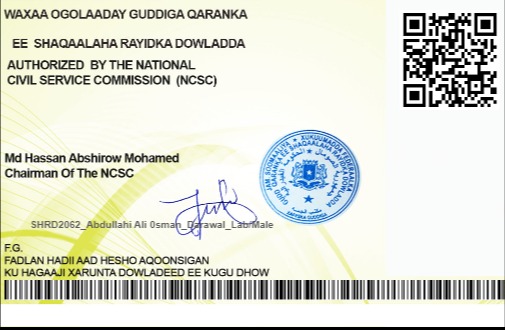 WAXAA OGOLAADAY GUDDIGA QARANKA
EE SHAQAALAHA RAYIDKA DOWLADDA
AUTHORIZED BY THE NATIONAL
CIVIL SERVICE COMMISSION (NCSC)
Md Hassan Abshirow Mohamed
Chairman Of The NCSC
SHRD2062_Abdullahi Ali 0sman_Darawal_Lab/Male
F.G.
FADLAN HADII AAD HESHO AQOONSIGAN
KU HAGAAJI XARUNTA DOWLADEED EE KUGU DHOW